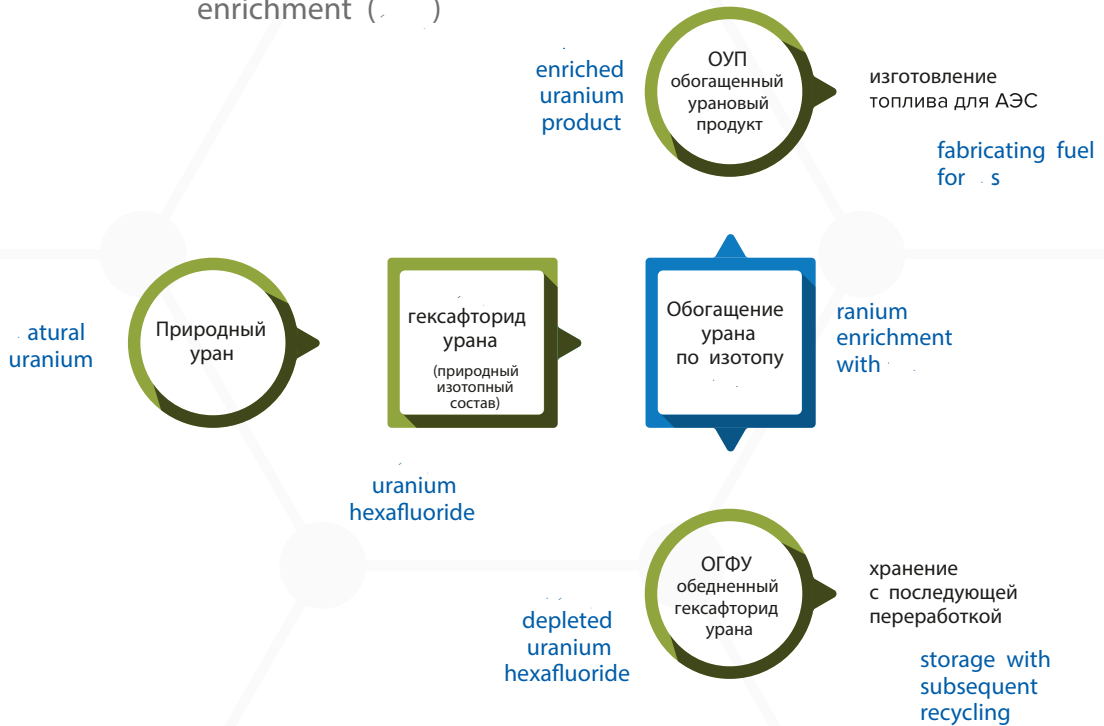 enrichment (
enriched
uranium
product
ОУП
обогащенный
урановый
продукт
изготовление
топлива для АЭС
fabricating fuel
for s
atural
uranium
Природный
уран
гексафторид
урана
(природный
изотопный
состав)
uranium
hexafluoride
Обогащение
урана
по изотопу
ranium
enrichment
with
depleted
uranium
hexafluoride
ОГФУ
обедненный
гексафторид
урана
хранение
с последующей
переработкой
storage with
subsequent
recycling